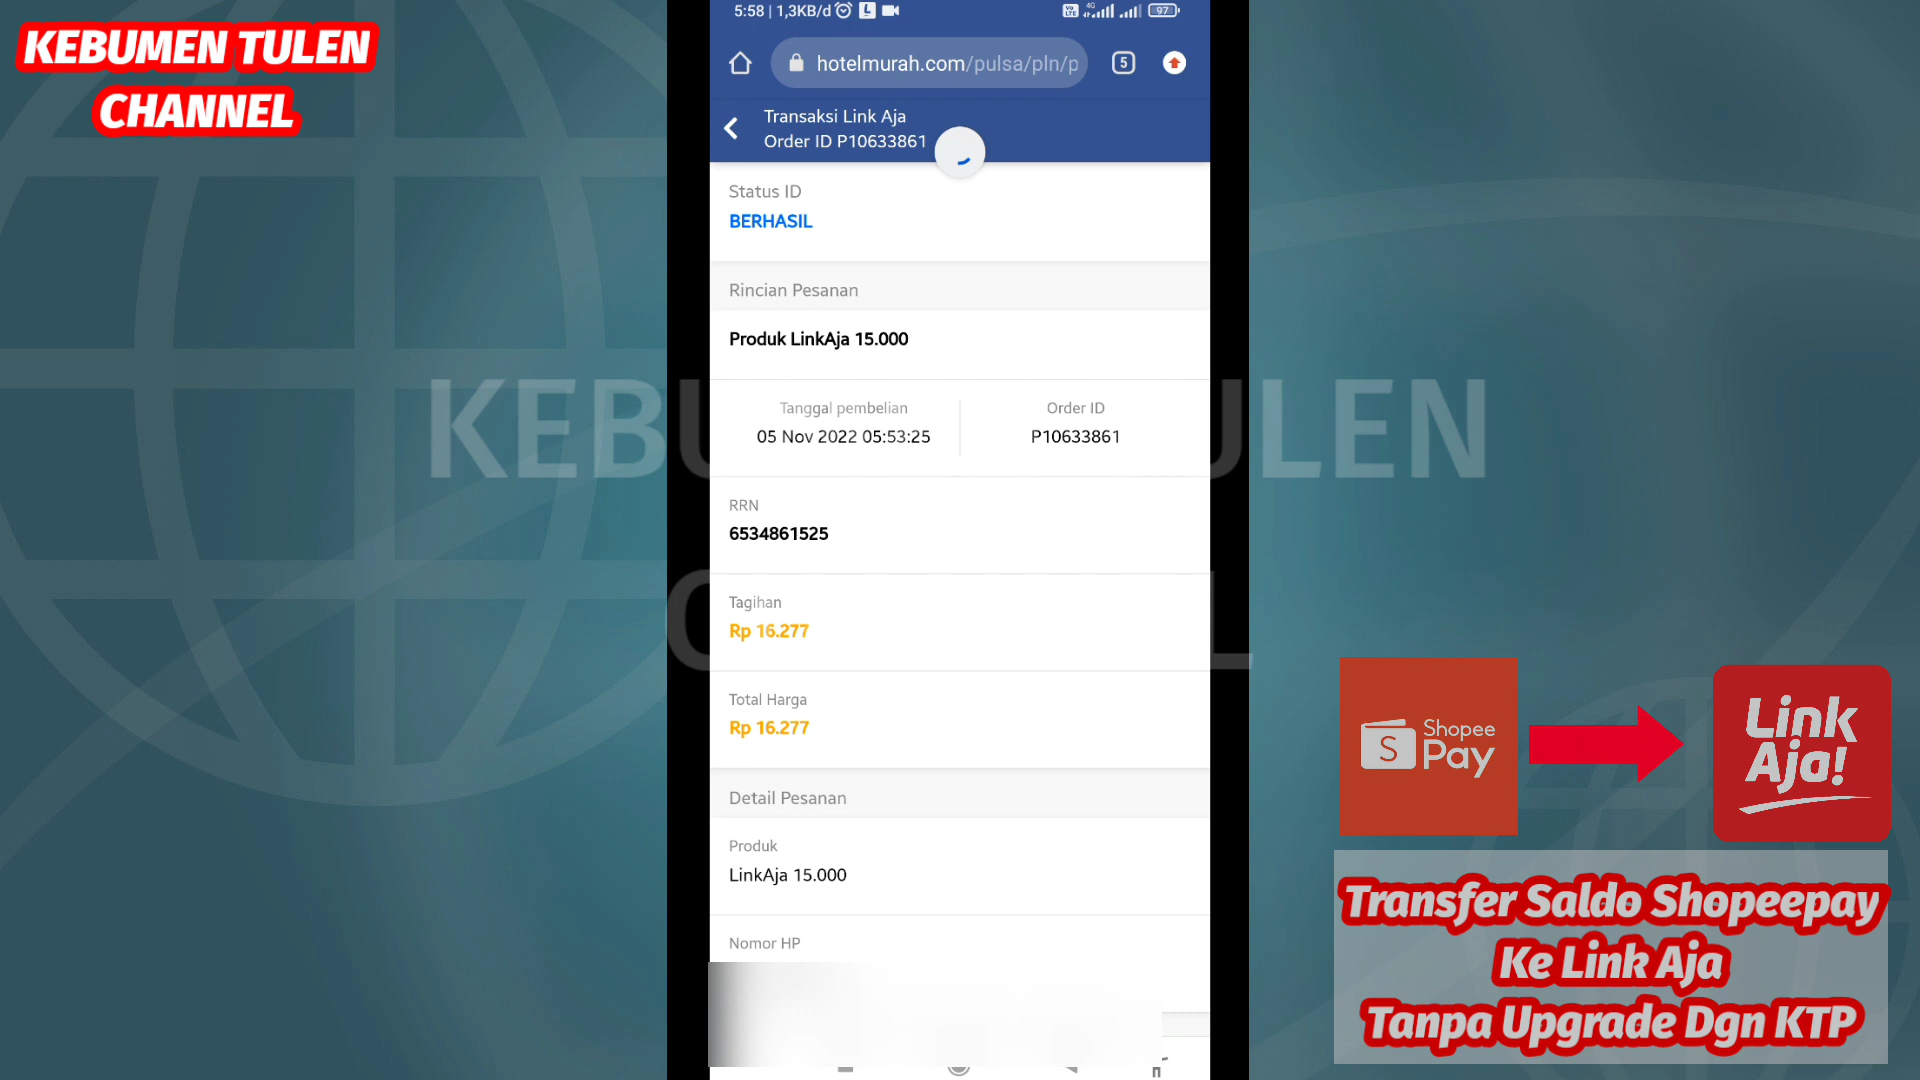 KEBUMEN TULEN
CHANNEL
5:58 | 1,3KB/d
Vo LTE
4G
97
hotelmurah.com/pulsa/pln/p
5
Transaksi Link Aja
Order ID P10633861
Status ID
BERHASIL
Rincian Pesanan
Produk LinkAja 15.000
Tanggal pembelian
05 Nov 2022 05:53:25
Order ID
P10633861
RRN
6534861525
Tagihan
Rp 16.277
Total Harga
Rp 16.277
Detail Pesanan
Produk
LinkAja 15.000
Nomor HP
Shopee
Pay
Link
Aja!
Transfer Saldo Shopeepay
Ke Link Aja
Tanpa Upgrade Dgn KTP